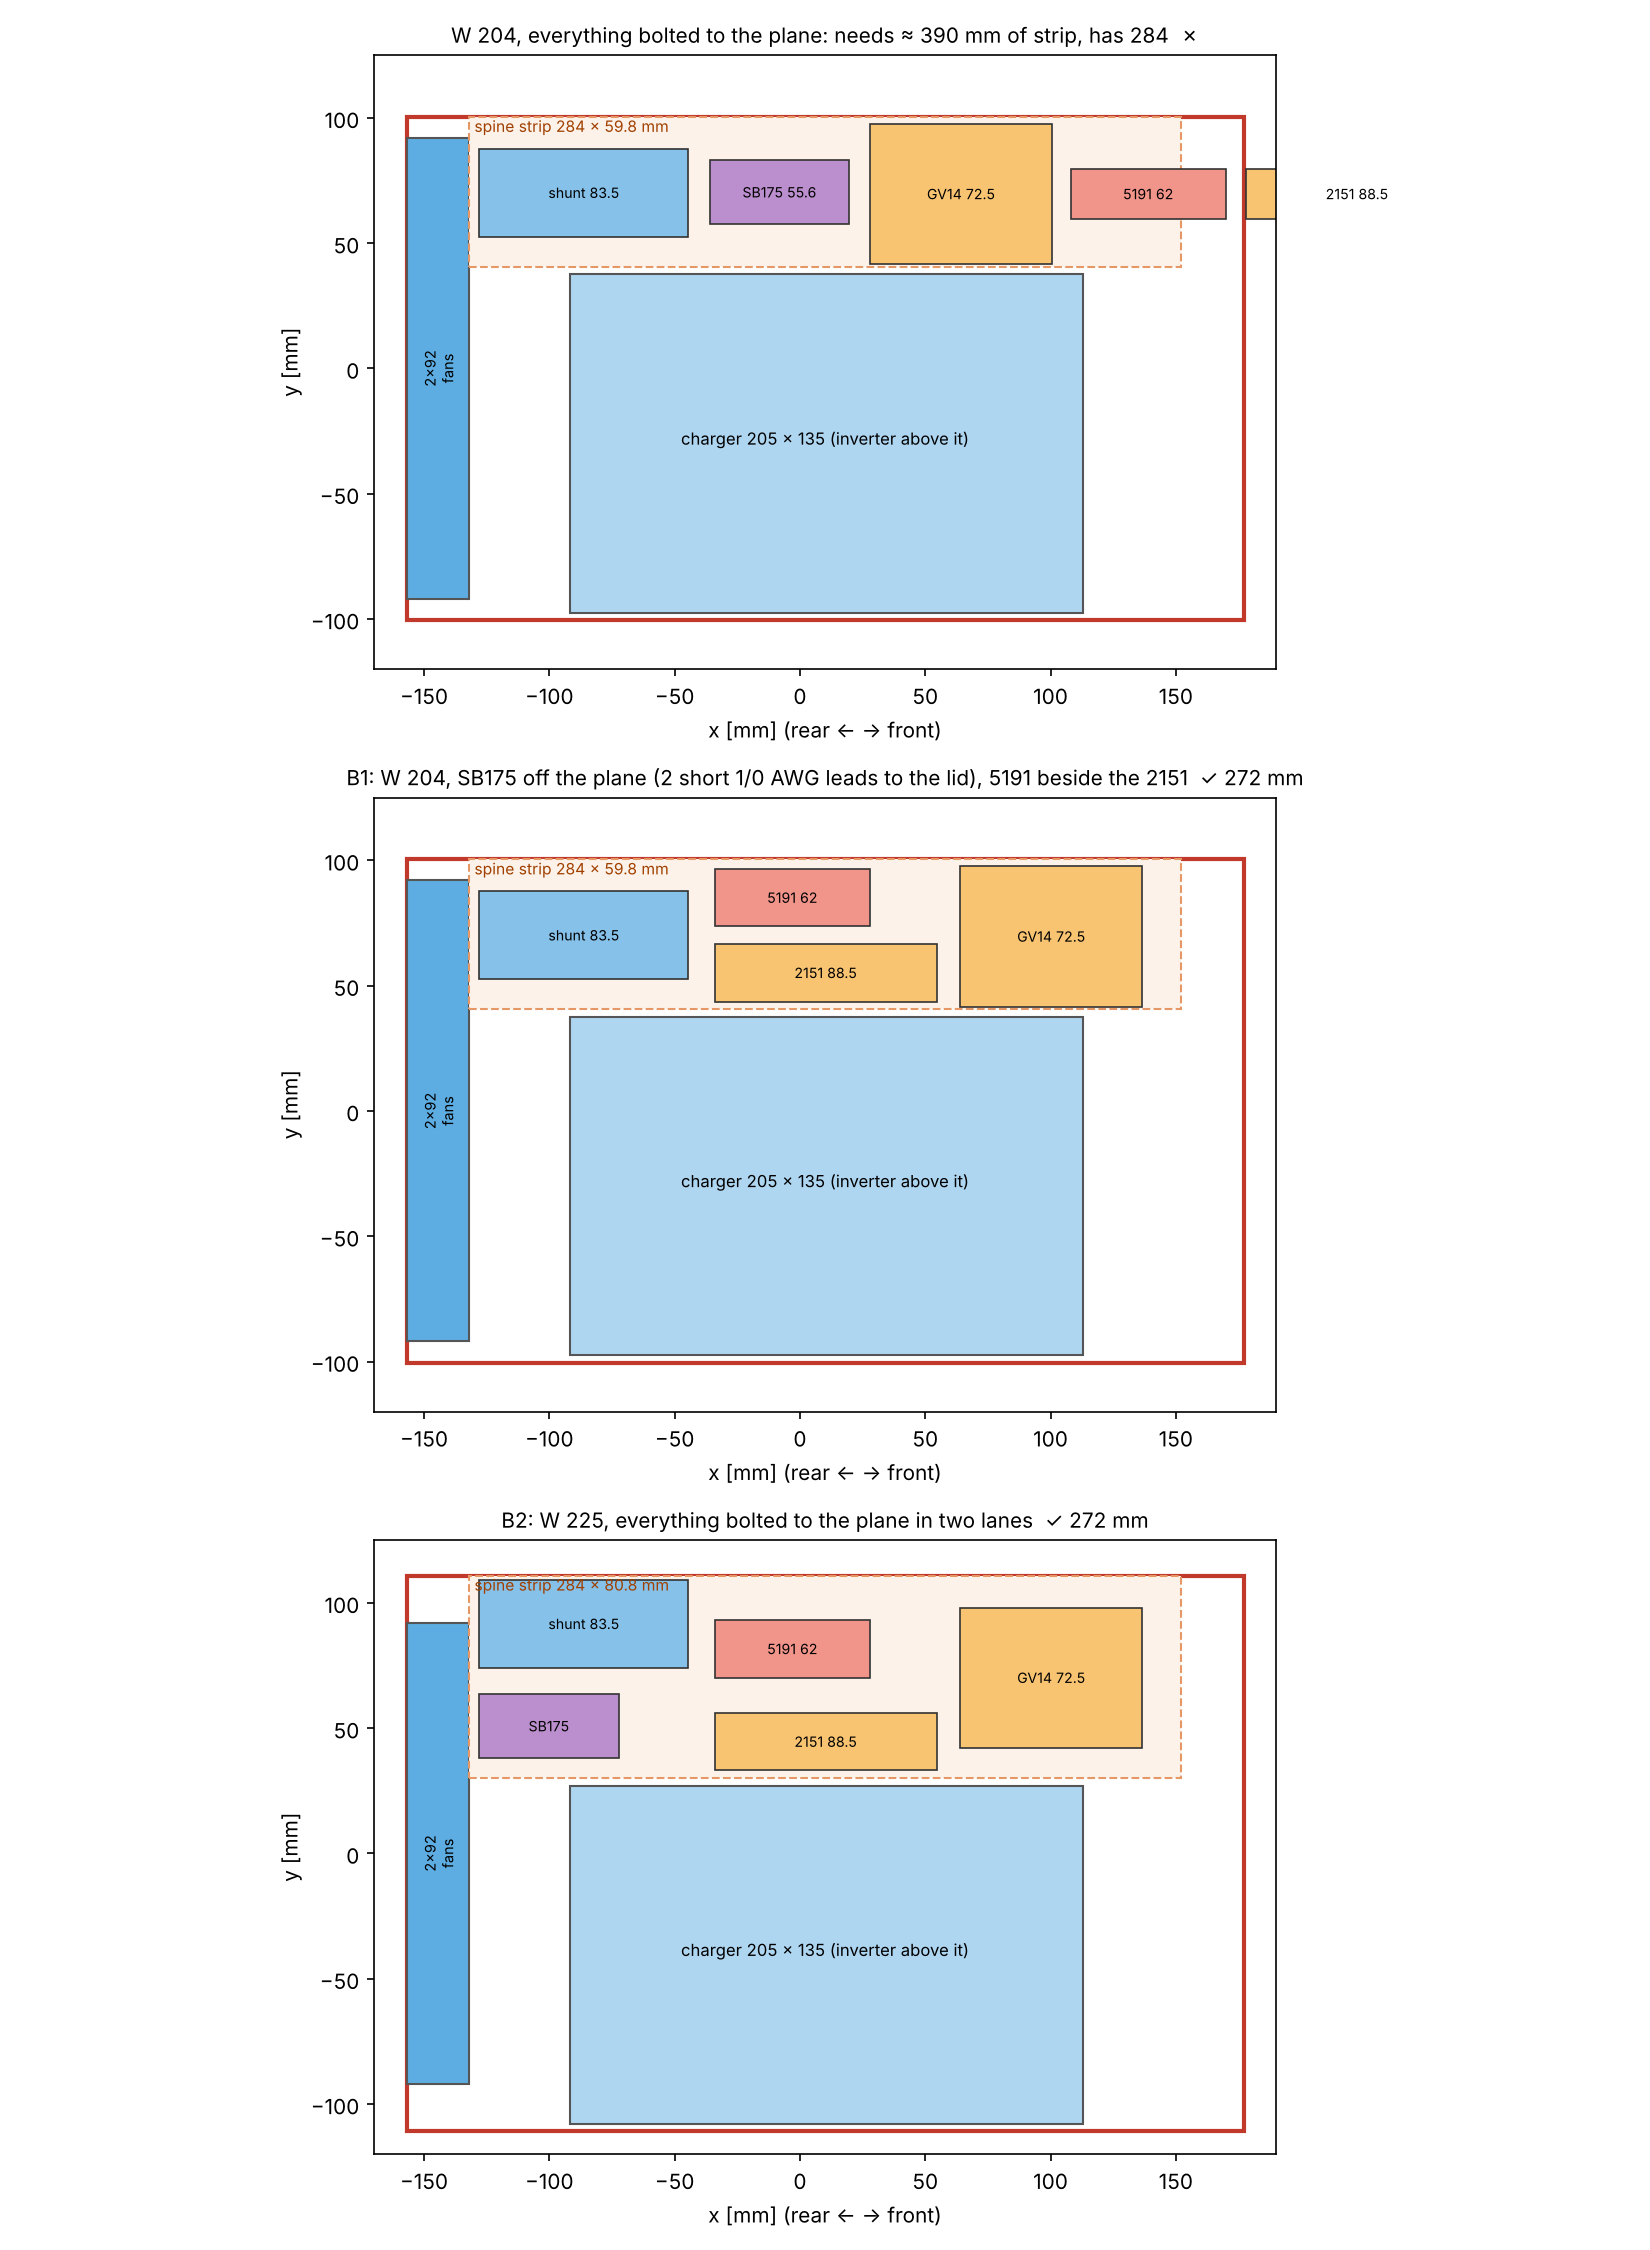 W 204, everything bolted to the plane: needs ≈ 390 mm of strip, has 284 ×
100
50
0
−50
−100
y [mm]
spine strip 284 × 59.8 mm
shunt 83.5
SB175 55.6
GV14 72.5
5191 62
2151 88.5
2×92
fans
charger 205 × 135 (inverter above it)
−150
−100
−50
0
50
100
150
x [mm] (rear ← → front)
B1: W 204, SB175 off the plane (2 short 1/0 AWG leads to the lid), 5191 beside the 2151 ✓ 272 mm
100
50
0
−50
−100
y [mm]
spine strip 284 × 59.8 mm
shunt 83.5
5191 62
2151 88.5
GV14 72.5
2×92
fans
charger 205 × 135 (inverter above it)
−150
−100
−50
0
50
100
150
x [mm] (rear ← → front)
B2: W 225, everything bolted to the plane in two lanes ✓ 272 mm
100
50
0
−50
−100
y [mm]
spine strip 284 × 80.8 mm
shunt 83.5
5191 62
GV14 72.5
SB175
2151 88.5
2×92
fans
charger 205 × 135 (inverter above it)
−150
−100
−50
0
50
100
150
x [mm] (rear ← → front)